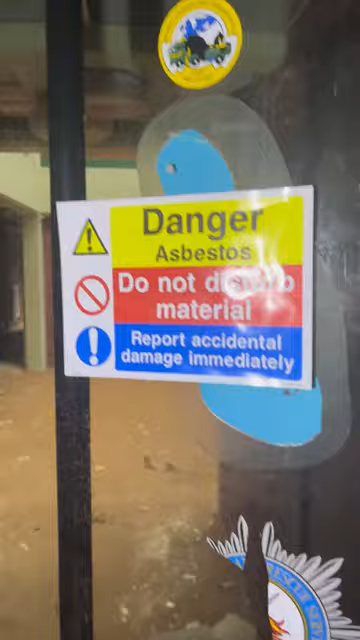 Danger
Asbestos
Do not disturb
material
Report accidental
damage immediately